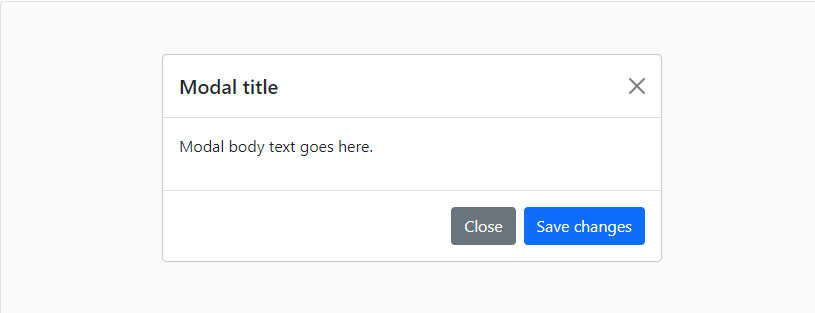 Modal title
Modal body text goes here.
Close Save changes